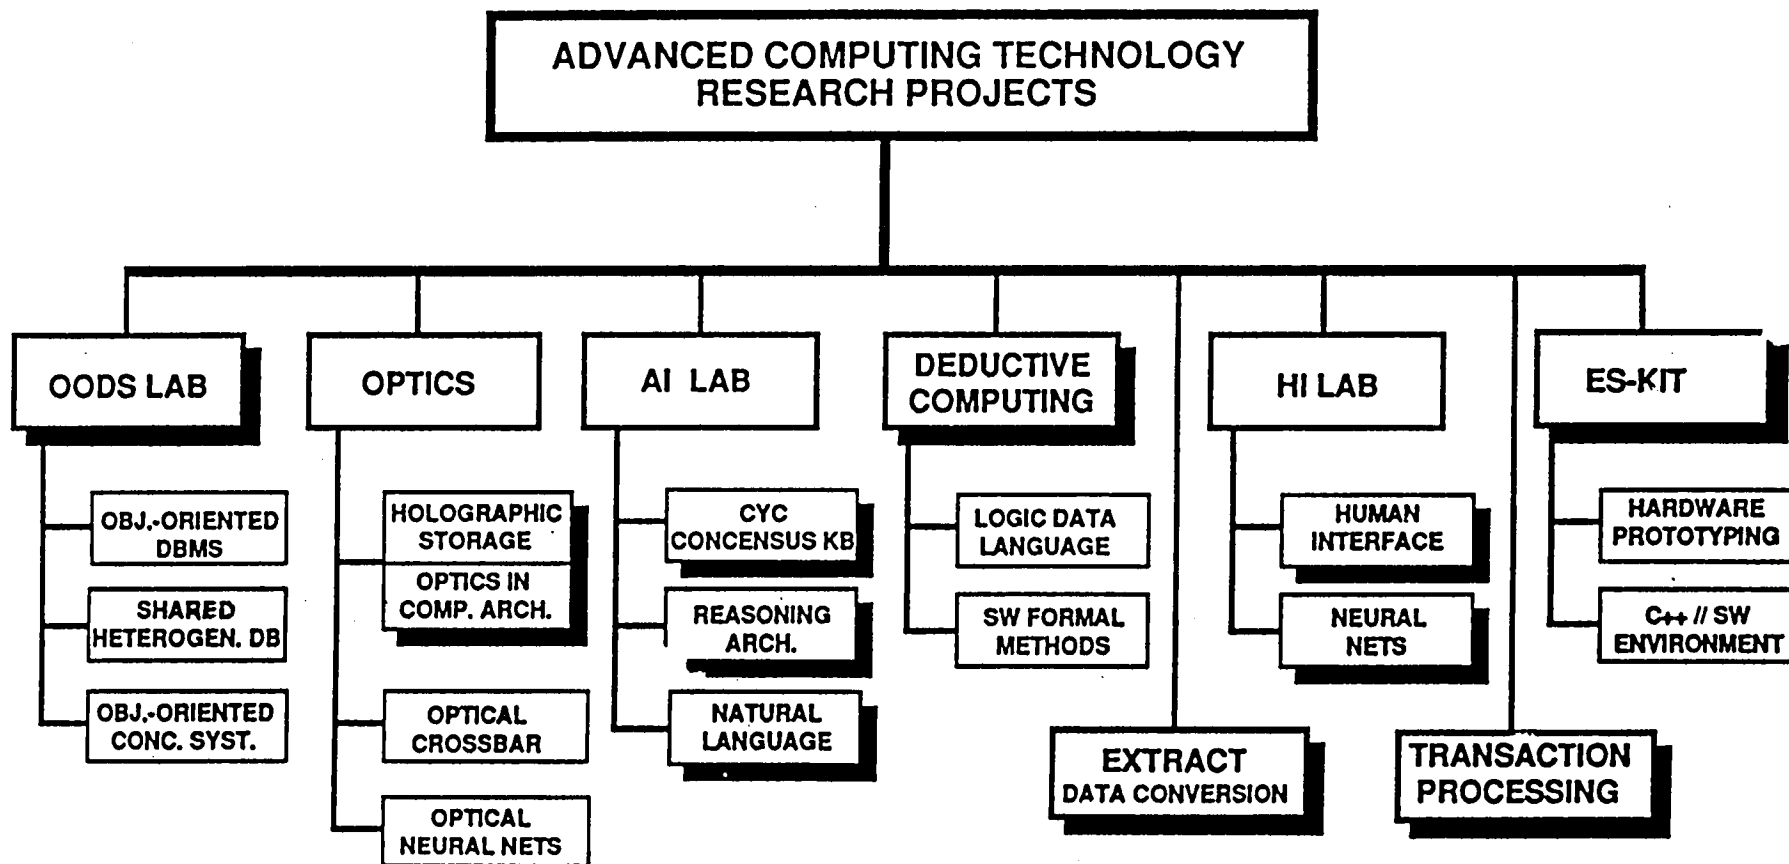 ADVANCED COMPUTING TECHNOLOGY
RESEARCH PROJECTS
OODS LAB
OBJ.-ORIENTED
DBMS
SHARED
HETEROGEN. DB
OBJ.-ORIENTED
CONC. SYST.
OPTICS
HOLOGRAPHIC
STORAGE
OPTICS IN
COMP. ARCH.
OPTICAL
CROSSBAR
OPTICAL
NEURAL NETS
AI LAB
CYC
CONCENSUS KB
REASONING
ARCH.
NATURAL
LANGUAGE
DEDUCTIVE
COMPUTING
LOGIC DATA
LANGUAGE
SW FORMAL
METHODS
EXTRACT
DATA CONVERSION
HI LAB
HUMAN
INTERFACE
NEURAL
NETS
TRANSACTION
PROCESSING
ES-KIT
HARDWARE
PROTOTYPING
C++ // SW
ENVIRONMENT